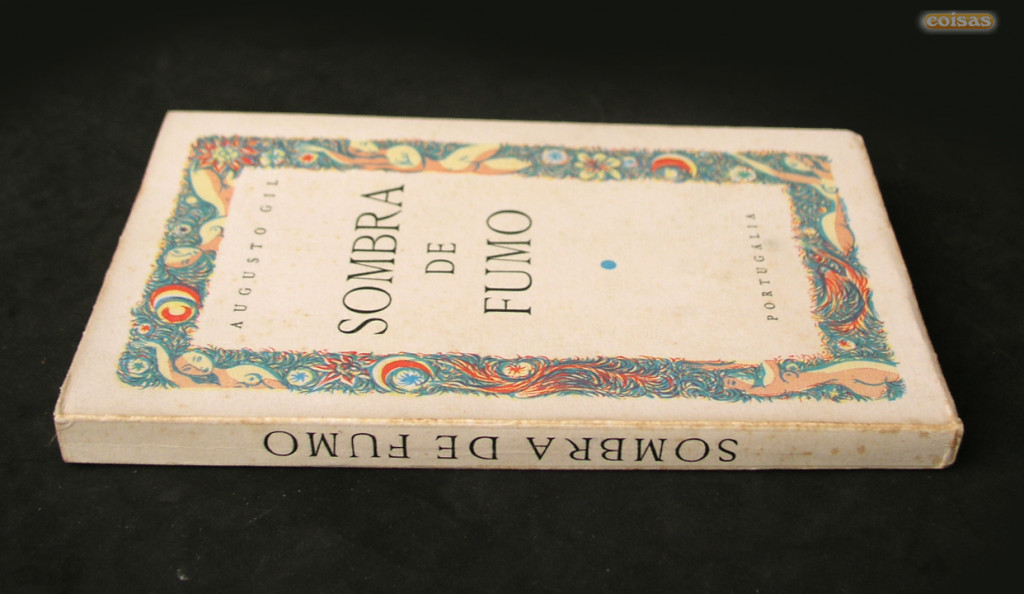 AUGUSTO GIL
SOMBRA
DE
FUMO
PORTUGÁLIA
SOMBRA DE FUMO
coisas